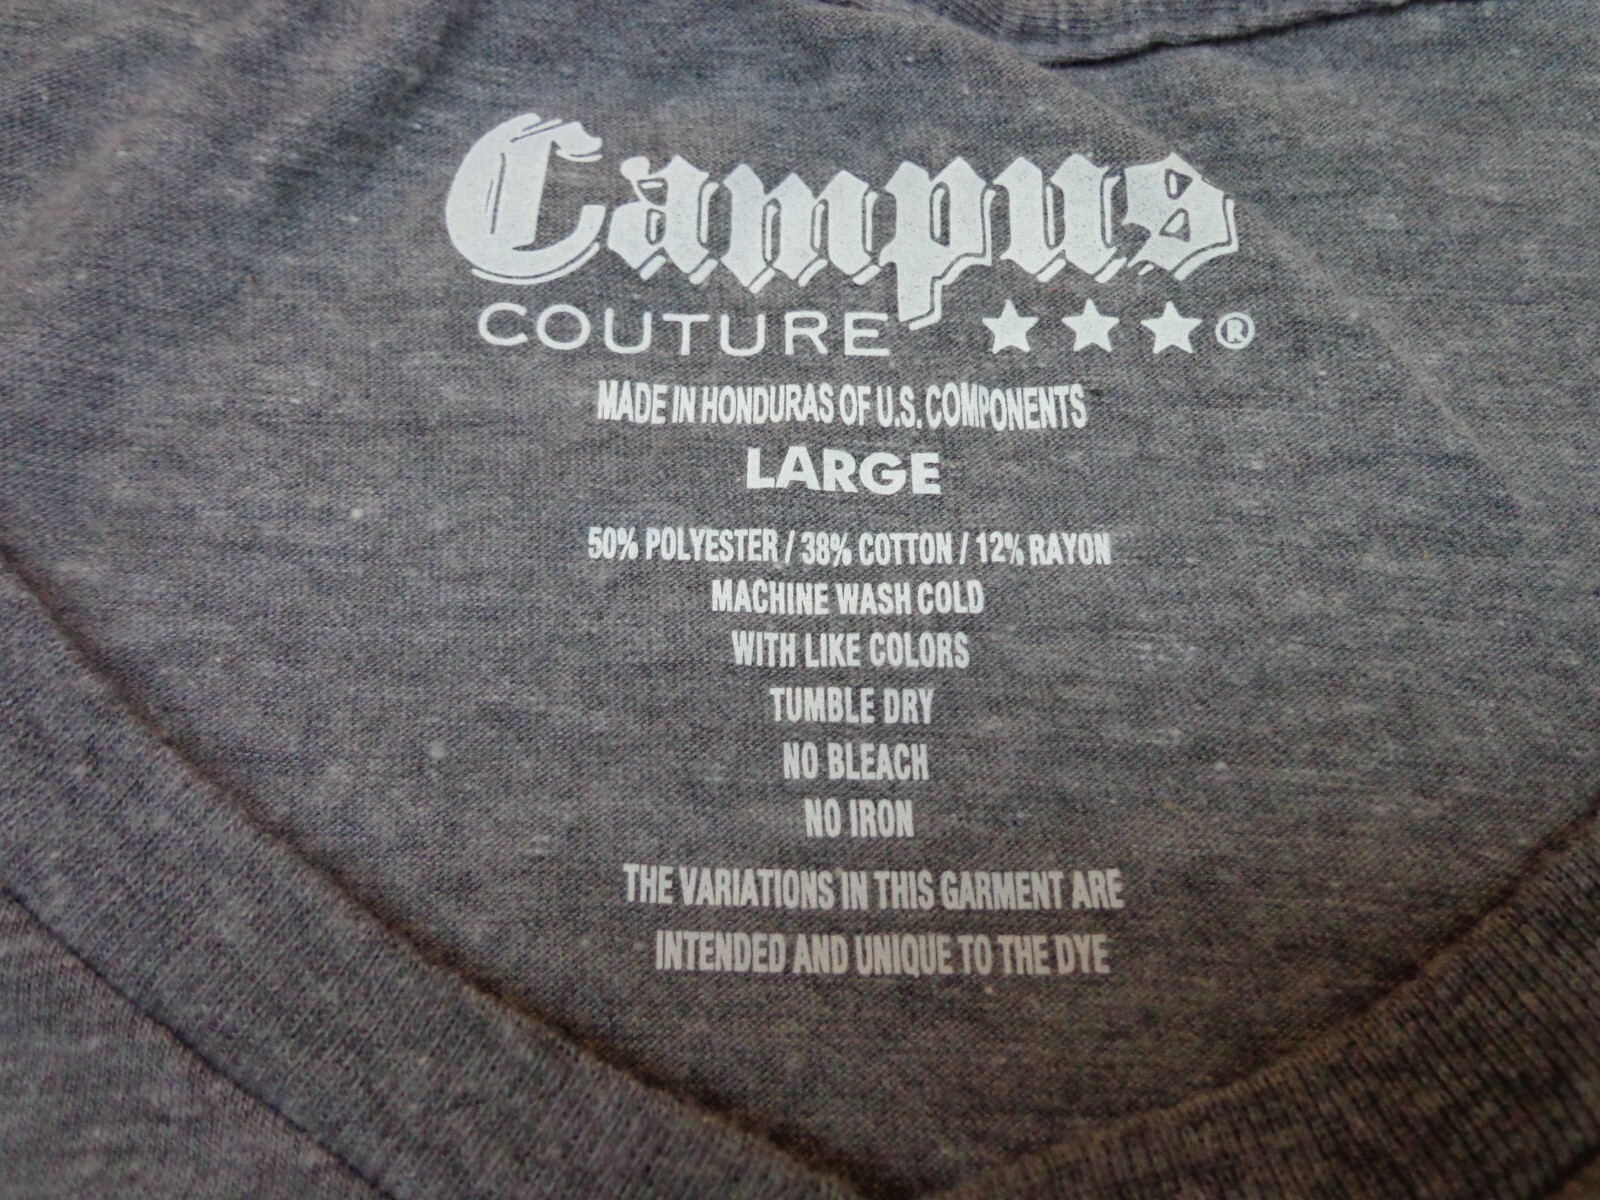 Campus
COUTURE ★ ★ ★ ®
MADE IN HONDURAS OF U.S. COMPONENTS
LARGE
50% POLYESTER / 38% COTTON / 12% RAYON
MACHINE WASH COLD
WITH LIKE COLORS
TUMBLE DRY
NO BLEACH
NO IRON
THE VARIATIONS IN THIS GARMENT ARE
INTENDED AND UNIQUE TO THE DYE